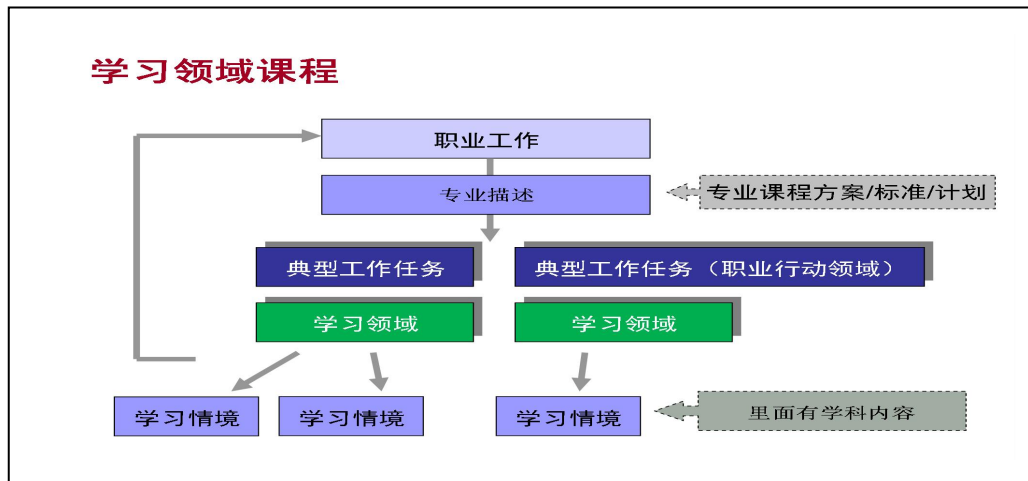 学习领域课程
职业工作
专业描述
专业课程方案/标准/计划
典型工作任务
典型工作任务（职业行动领域）
学习领域
学习领域
学习情境
学习情境
学习情境
里面有学科内容